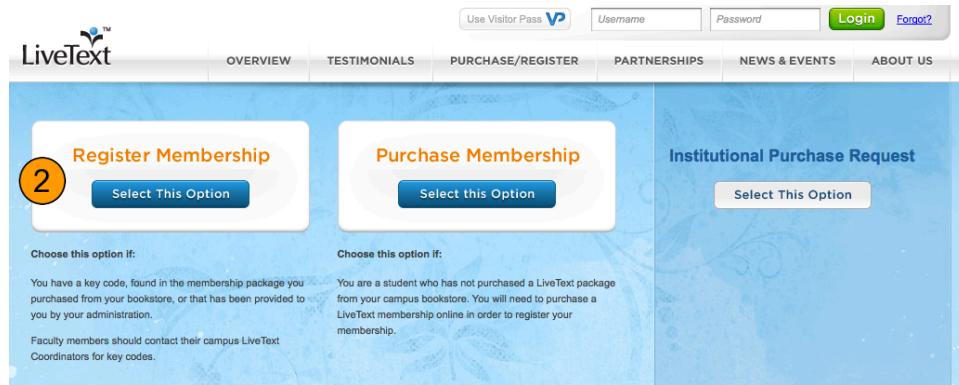 Use Visitor Pass VP Username Password Login Forgot?
LiveText™
OVERVIEW TESTIMONIALS PURCHASE/REGISTER PARTNERSHIPS NEWS & EVENTS ABOUT US
2
Register Membership
Select This Option
Choose this option if:
You have a key code, found in the membership package you
purchased from your bookstore, or that has been provided to
you by your administration.
Faculty members should contact their campus LiveText
Coordinators for key codes.
Purchase Membership
Select this Option
Choose this option if:
You are a student who has not purchased a LiveText package
from your campus bookstore. You will need to purchase a
LiveText membership online in order to register your
membership.
Institutional Purchase Request
Select This Option